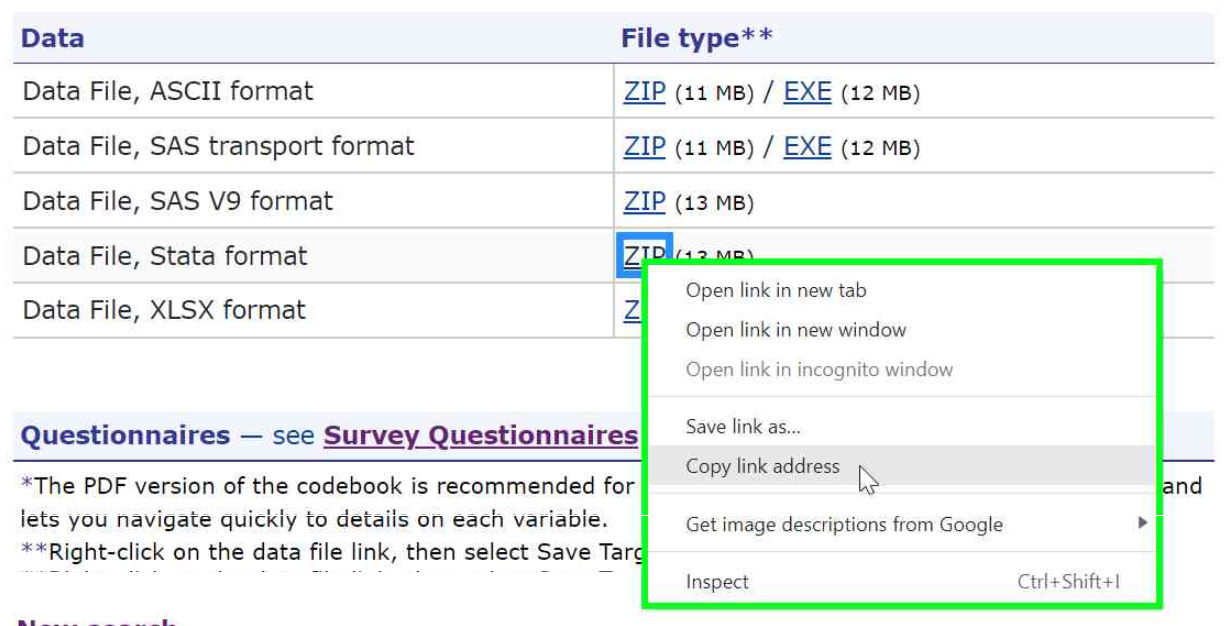 Data File type**
Data File, ASCII format ZIP (11 MB) / EXE (12 MB)
Data File, SAS transport format ZIP (11 MB) / EXE (12 MB)
Data File, SAS V9 format ZIP (13 MB)
Data File, Stata format ZIP (13 MB)
Data File, XLSX format Z
Open link in new tab
Open link in new window
Open link in incognito window
Save link as...
Copy link address
Get image descriptions from Google
Inspect Ctrl+Shift+I
Questionnaires — see Survey Questionnaires
*The PDF version of the codebook is recommended for and
lets you navigate quickly to details on each variable.
**Right-click on the data file link, then select Save Targ
New search